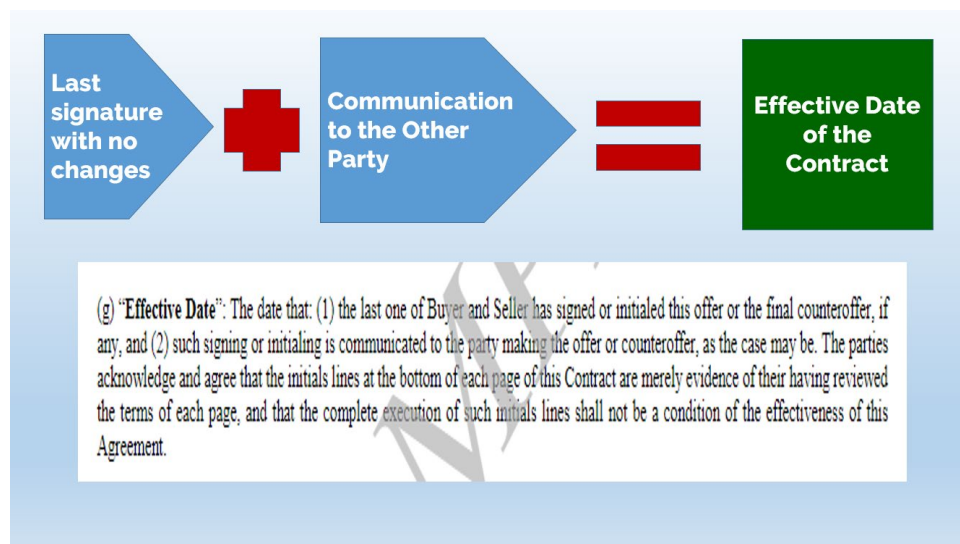 Last
signature
with no
changes
Communication
to the Other
Party
Effective Date
of the
Contract
(g) “Effective Date”: The date that: (1) the last one of Buyer and Seller has signed or initialed this offer or the final counteroffer, if
any, and (2) such signing or initialing is communicated to the party making the offer or counteroffer, as the case may be. The parties
acknowledge and agree that the initials lines at the bottom of each page of this Contract are merely evidence of their having reviewed
the terms of each page, and that the complete execution of such initials lines shall not be a condition of the effectiveness of this
Agreement.